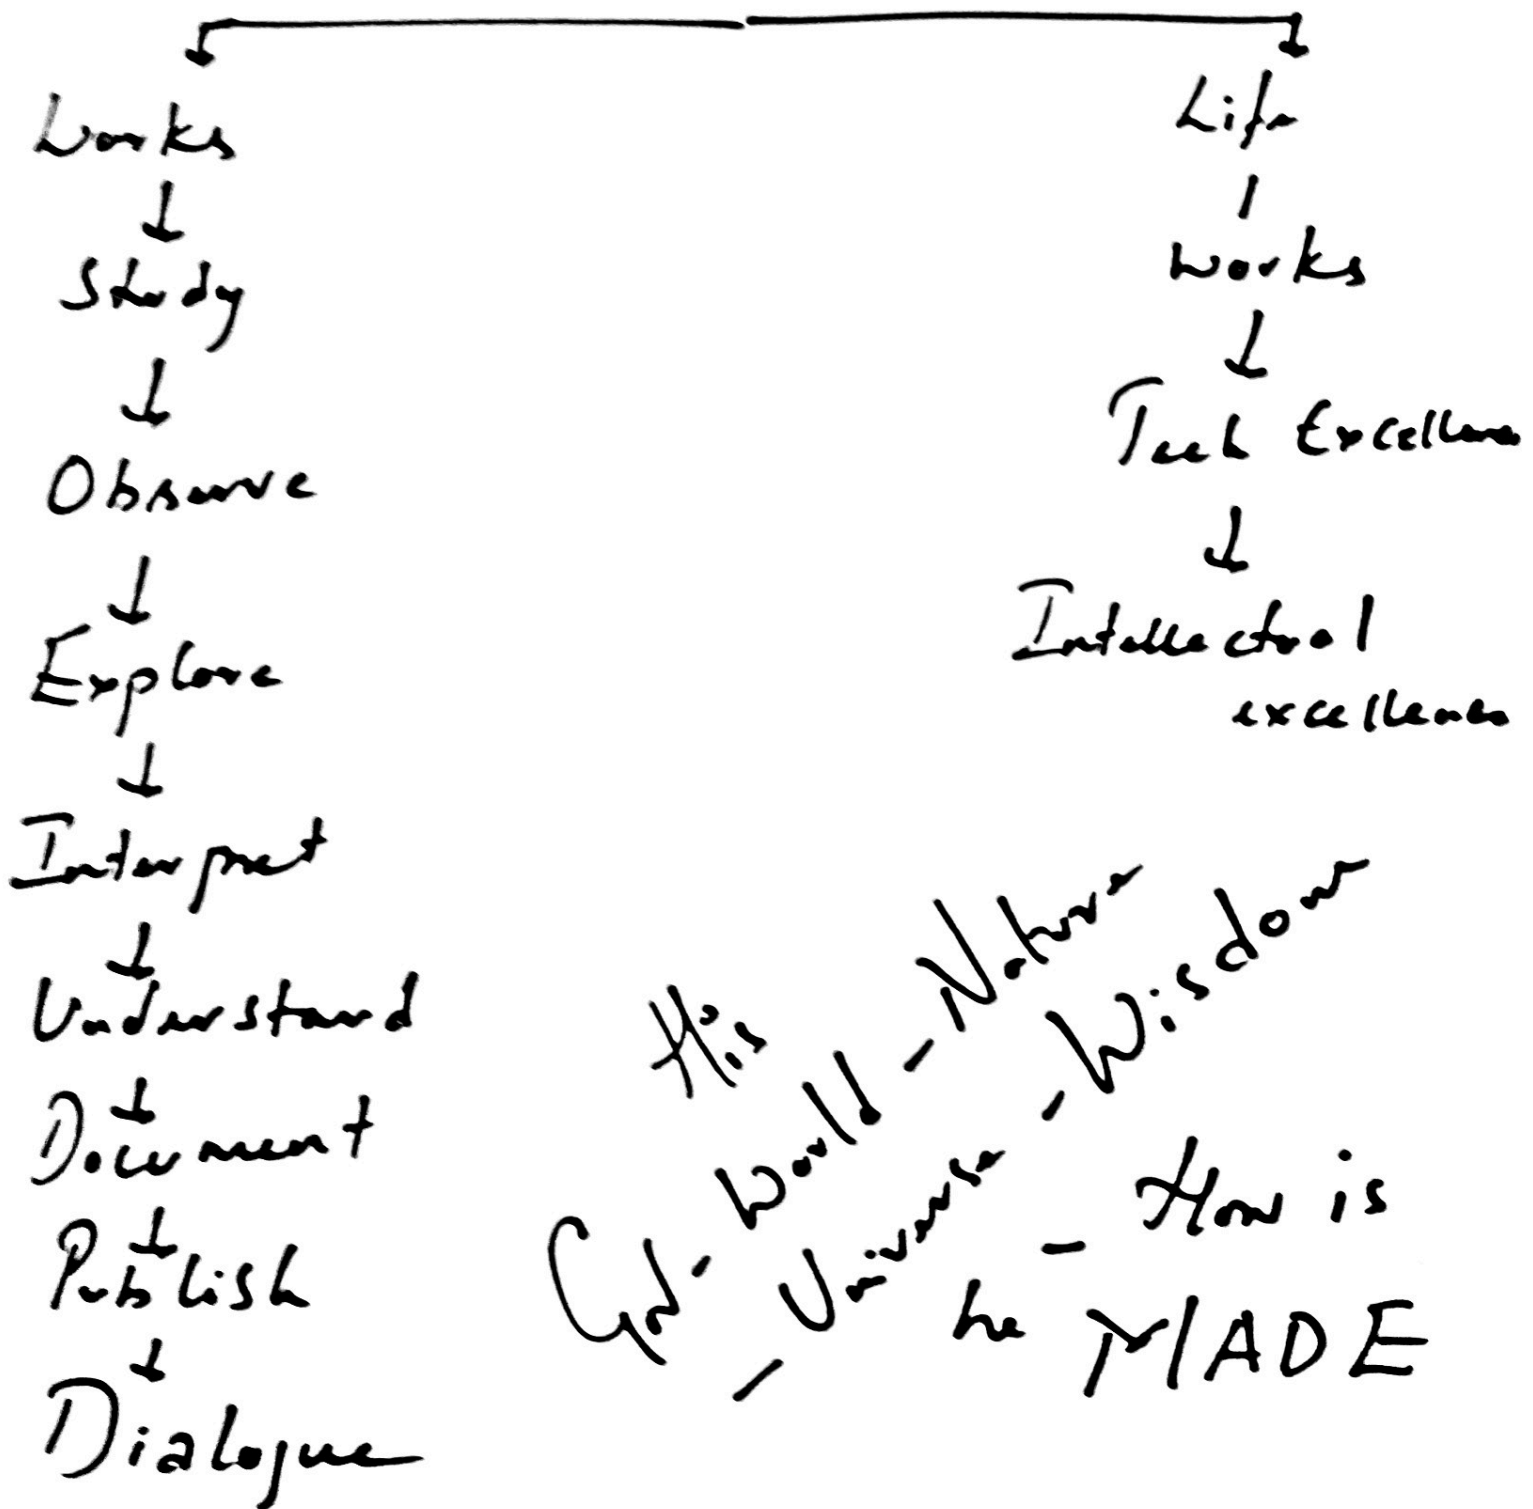 Works
Study
Observe
Explore
Interpret
Understand
Document
Publish
Dialogue
Life
works
Tech Excellence
Intellectual
excellence
His
God - World - Nature
- Universe - Wisdom
- How is
he MADE